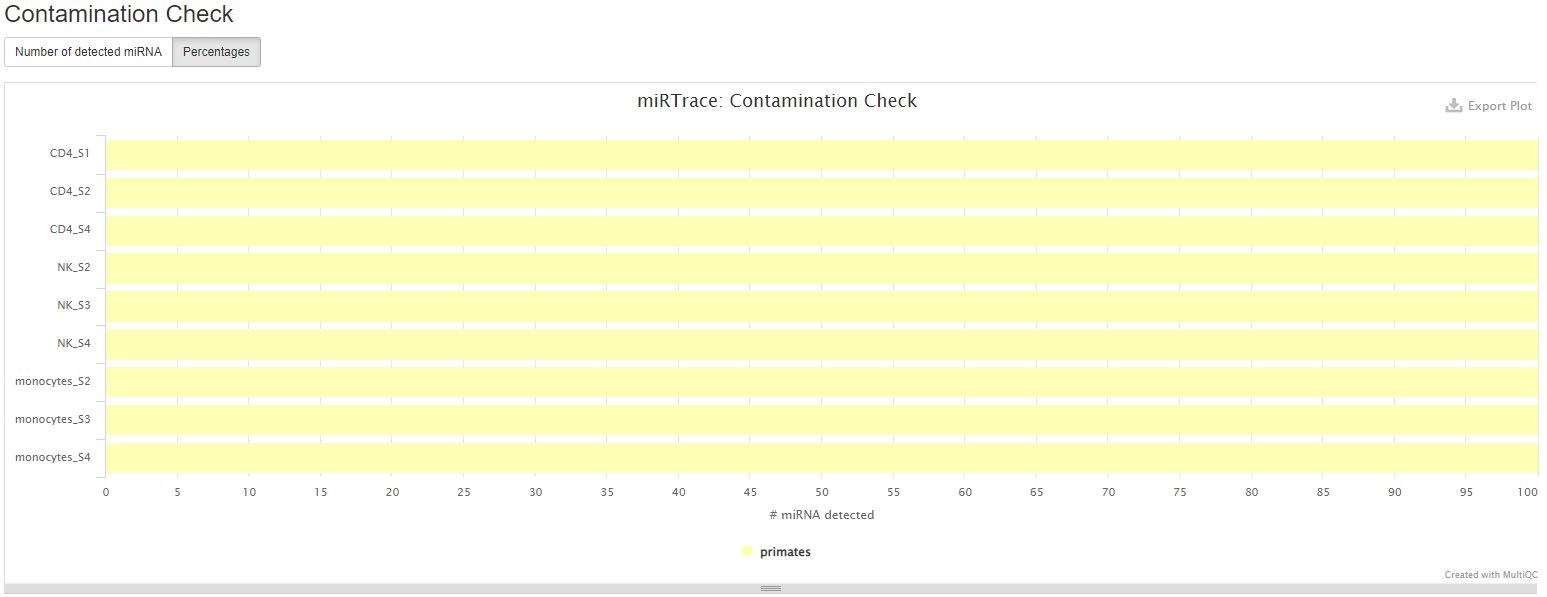 Contamination Check
Number of detected miRNA Percentages
miRTrace: Contamination Check
Export Plot
CD4_S1
CD4_S2
CD4_S4
NK_S2
NK_S3
NK_S4
monocytes_S2
monocytes_S3
monocytes_S4
0 5 10 15 20 25 30 35 40 45 50 55 60 65 70 75 80 85 90 95 100
# miRNA detected
primates
Created with MultiQC